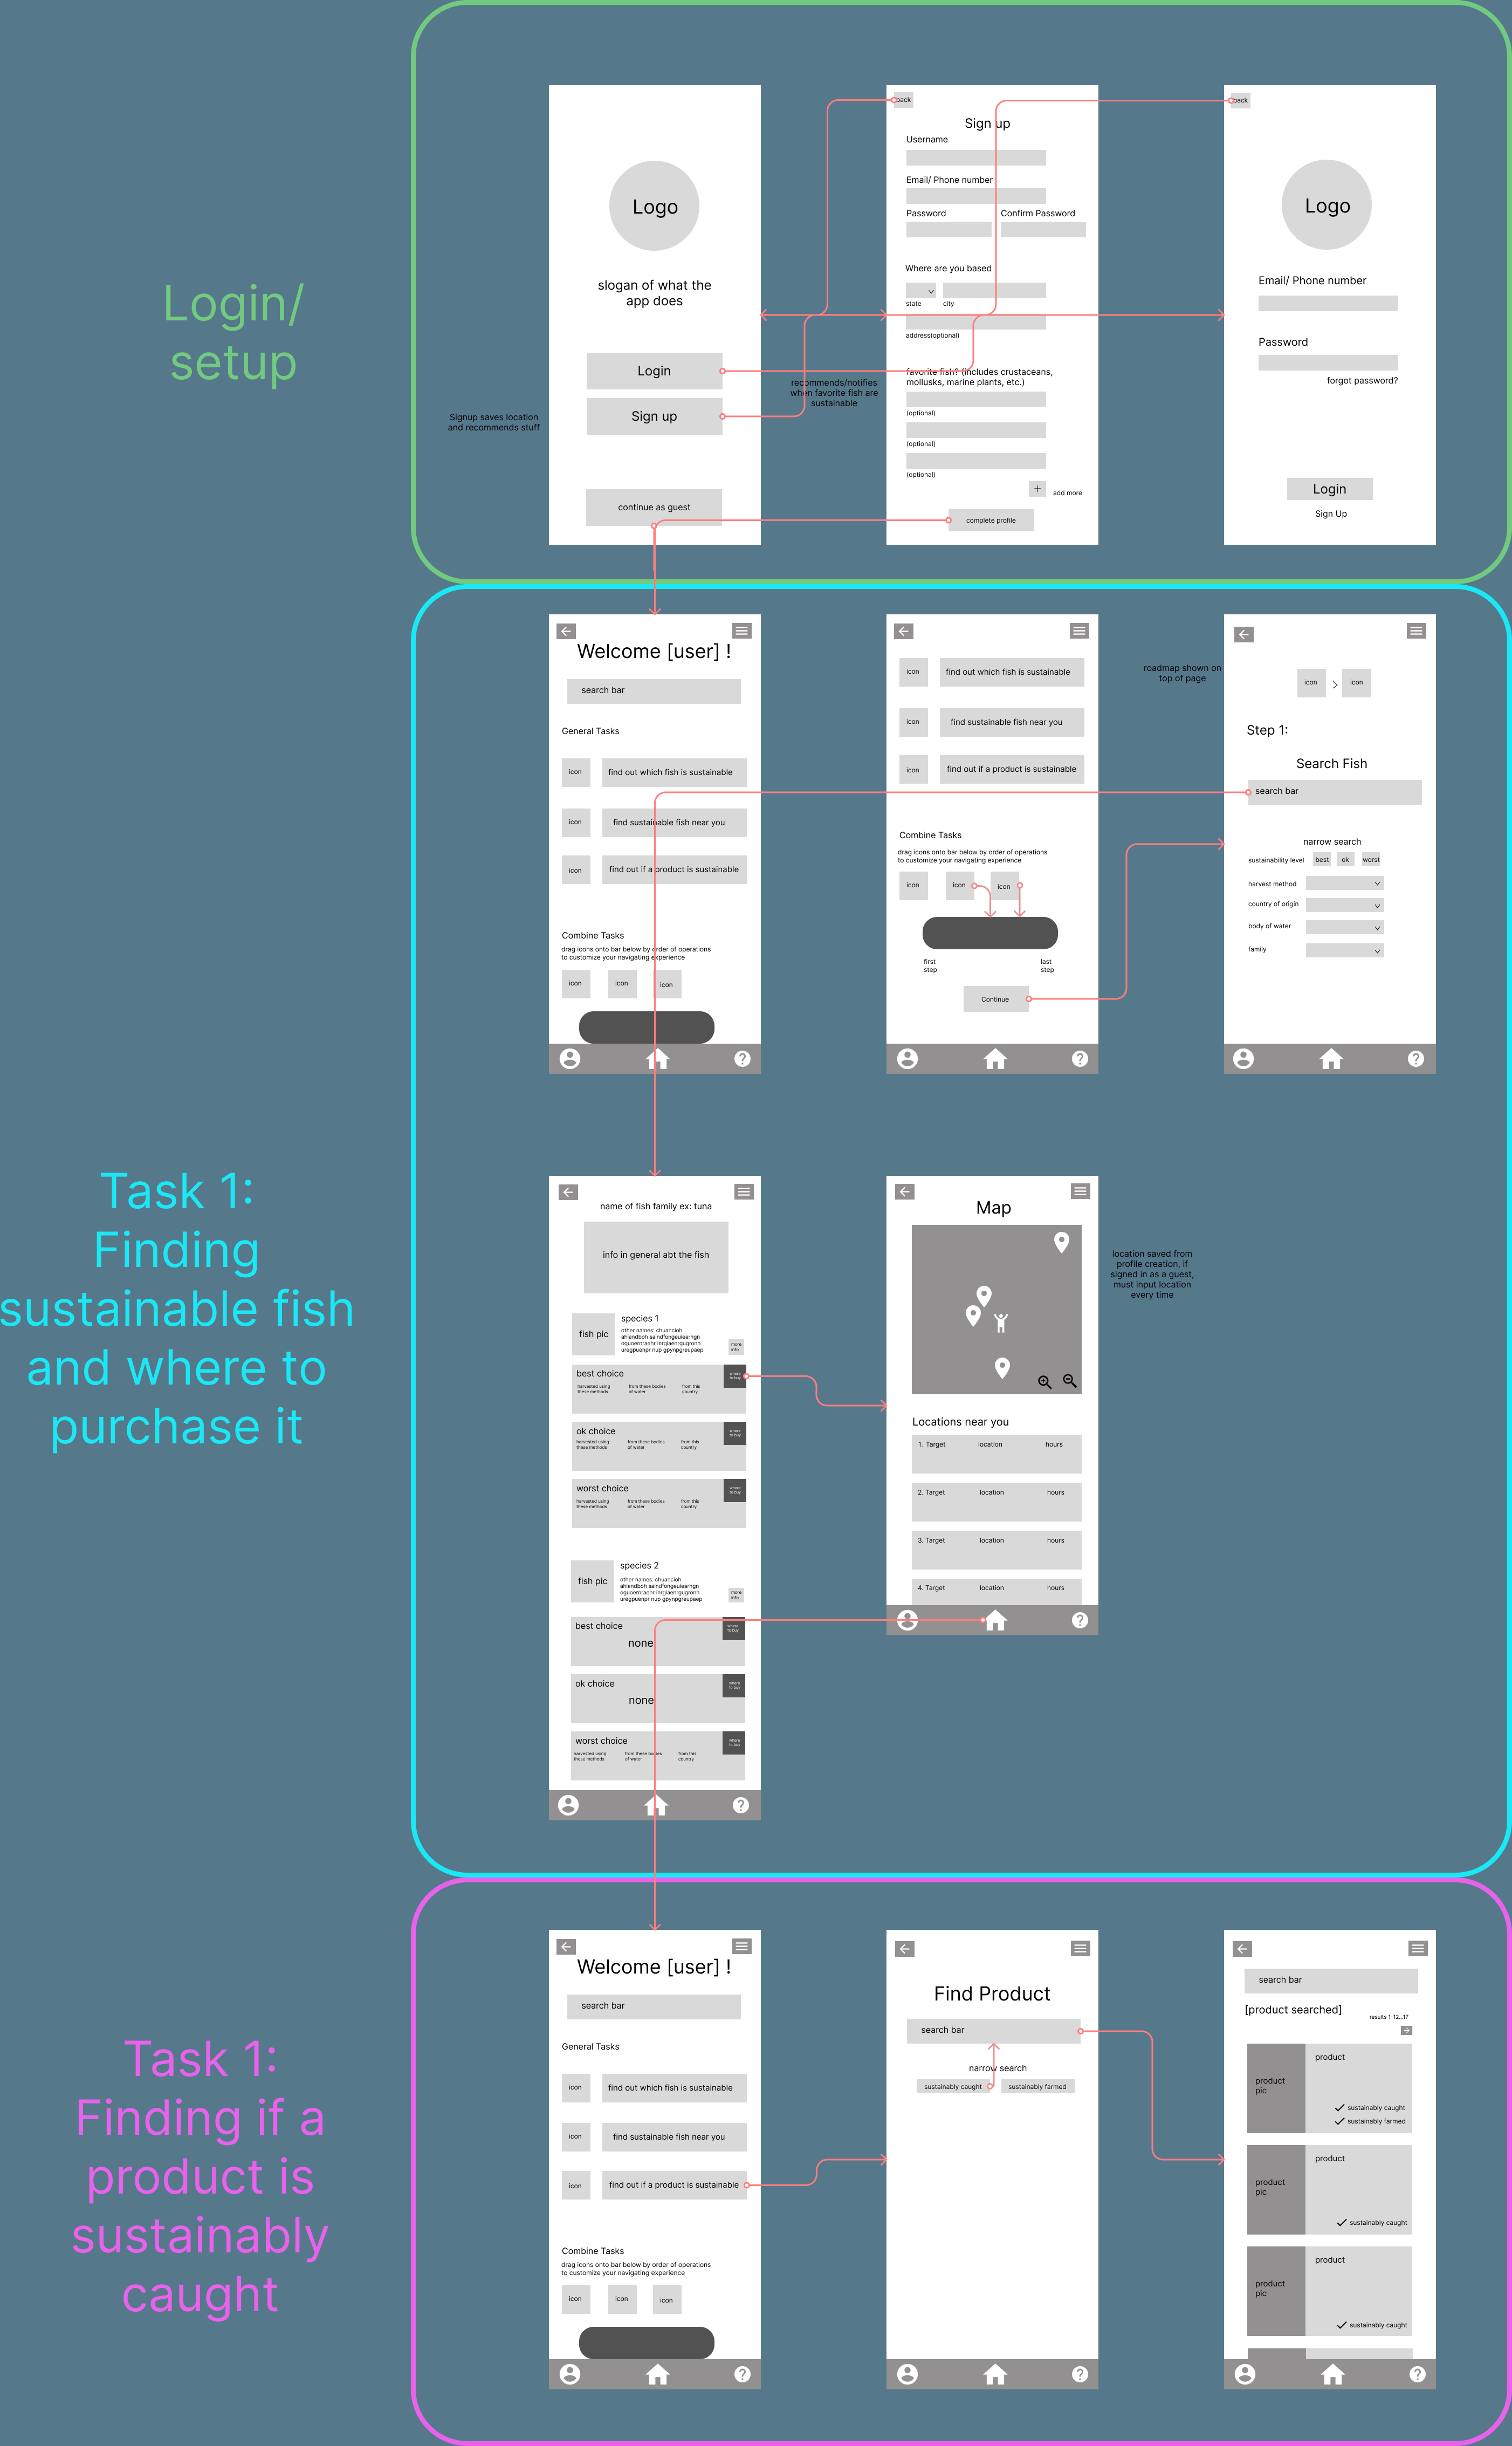 Login/
setup
Logo
slogan of what the
app does
Login
Sign up
continue as guest
Signup saves location
and recommends stuff
recommends/notifies
when favorite fish are
sustainable
back
Sign up
Username
Email/ Phone number
Password
Confirm Password
Where are you based
state
city
address(optional)
favorite fish? (includes crustaceans,
mollusks, marine plants, etc.)
(optional)
(optional)
(optional)
add more
complete profile
back
Logo
Email/ Phone number
Password
forgot password?
Login
Sign Up
Task 1:
Finding
sustainable fish
and where to
purchase it
Welcome [user] !
search bar
General Tasks
icon
find out which fish is sustainable
icon
find sustainable fish near you
icon
find out if a product is sustainable
Combine Tasks
drag icons onto bar below by order of operations
to customize your navigating experience
icon
icon
icon
icon
find out which fish is sustainable
icon
find sustainable fish near you
icon
find out if a product is sustainable
Combine Tasks
drag icons onto bar below by order of operations
to customize your navigating experience
icon
icon
icon
first
step
last
step
Continue
roadmap shown on
top of page
icon
icon
Step 1:
Search Fish
search bar
narrow search
sustainability level
best
ok
worst
harvest method
country of origin
body of water
family
name of fish family ex: tuna
info in general abt the fish
fish pic
species 1
other names: chuancioh
ahiandboh saindfongeuiearhgn
oguoernraehr inrgiaenrgugronh
uregpuenpr nup gpynpgreupaep
more
info
best choice
where
to buy
harvested using
these methods
from these bodies
of water
from this
country
ok choice
where
to buy
harvested using
these methods
from these bodies
of water
from this
country
worst choice
where
to buy
harvested using
these methods
from these bodies
of water
from this
country
fish pic
species 2
other names: chuancioh
ahiandboh saindfongeuiearhgn
oguoernraehr inrgiaenrgugronh
uregpuenpr nup gpynpgreupaep
more
info
best choice
where
to buy
none
ok choice
where
to buy
none
worst choice
where
to buy
harvested using
these methods
from these bodies
of water
from this
country
Map
Locations near you
1. Target location hours
2. Target location hours
3. Target location hours
4. Target location hours
location saved from
profile creation, if
signed in as a guest,
must input location
every time
Task 1:
Finding if a
product is
sustainably
caught
Welcome [user] !
search bar
General Tasks
icon
find out which fish is sustainable
icon
find sustainable fish near you
icon
find out if a product is sustainable
Combine Tasks
drag icons onto bar below by order of operations
to customize your navigating experience
icon
icon
icon
Find Product
search bar
narrow search
sustainably caught
sustainably farmed
search bar
[product searched]
results 1-12...17
product
pic
product
sustainably caught
sustainably farmed
product
pic
product
sustainably caught
product
pic
product
sustainably caught